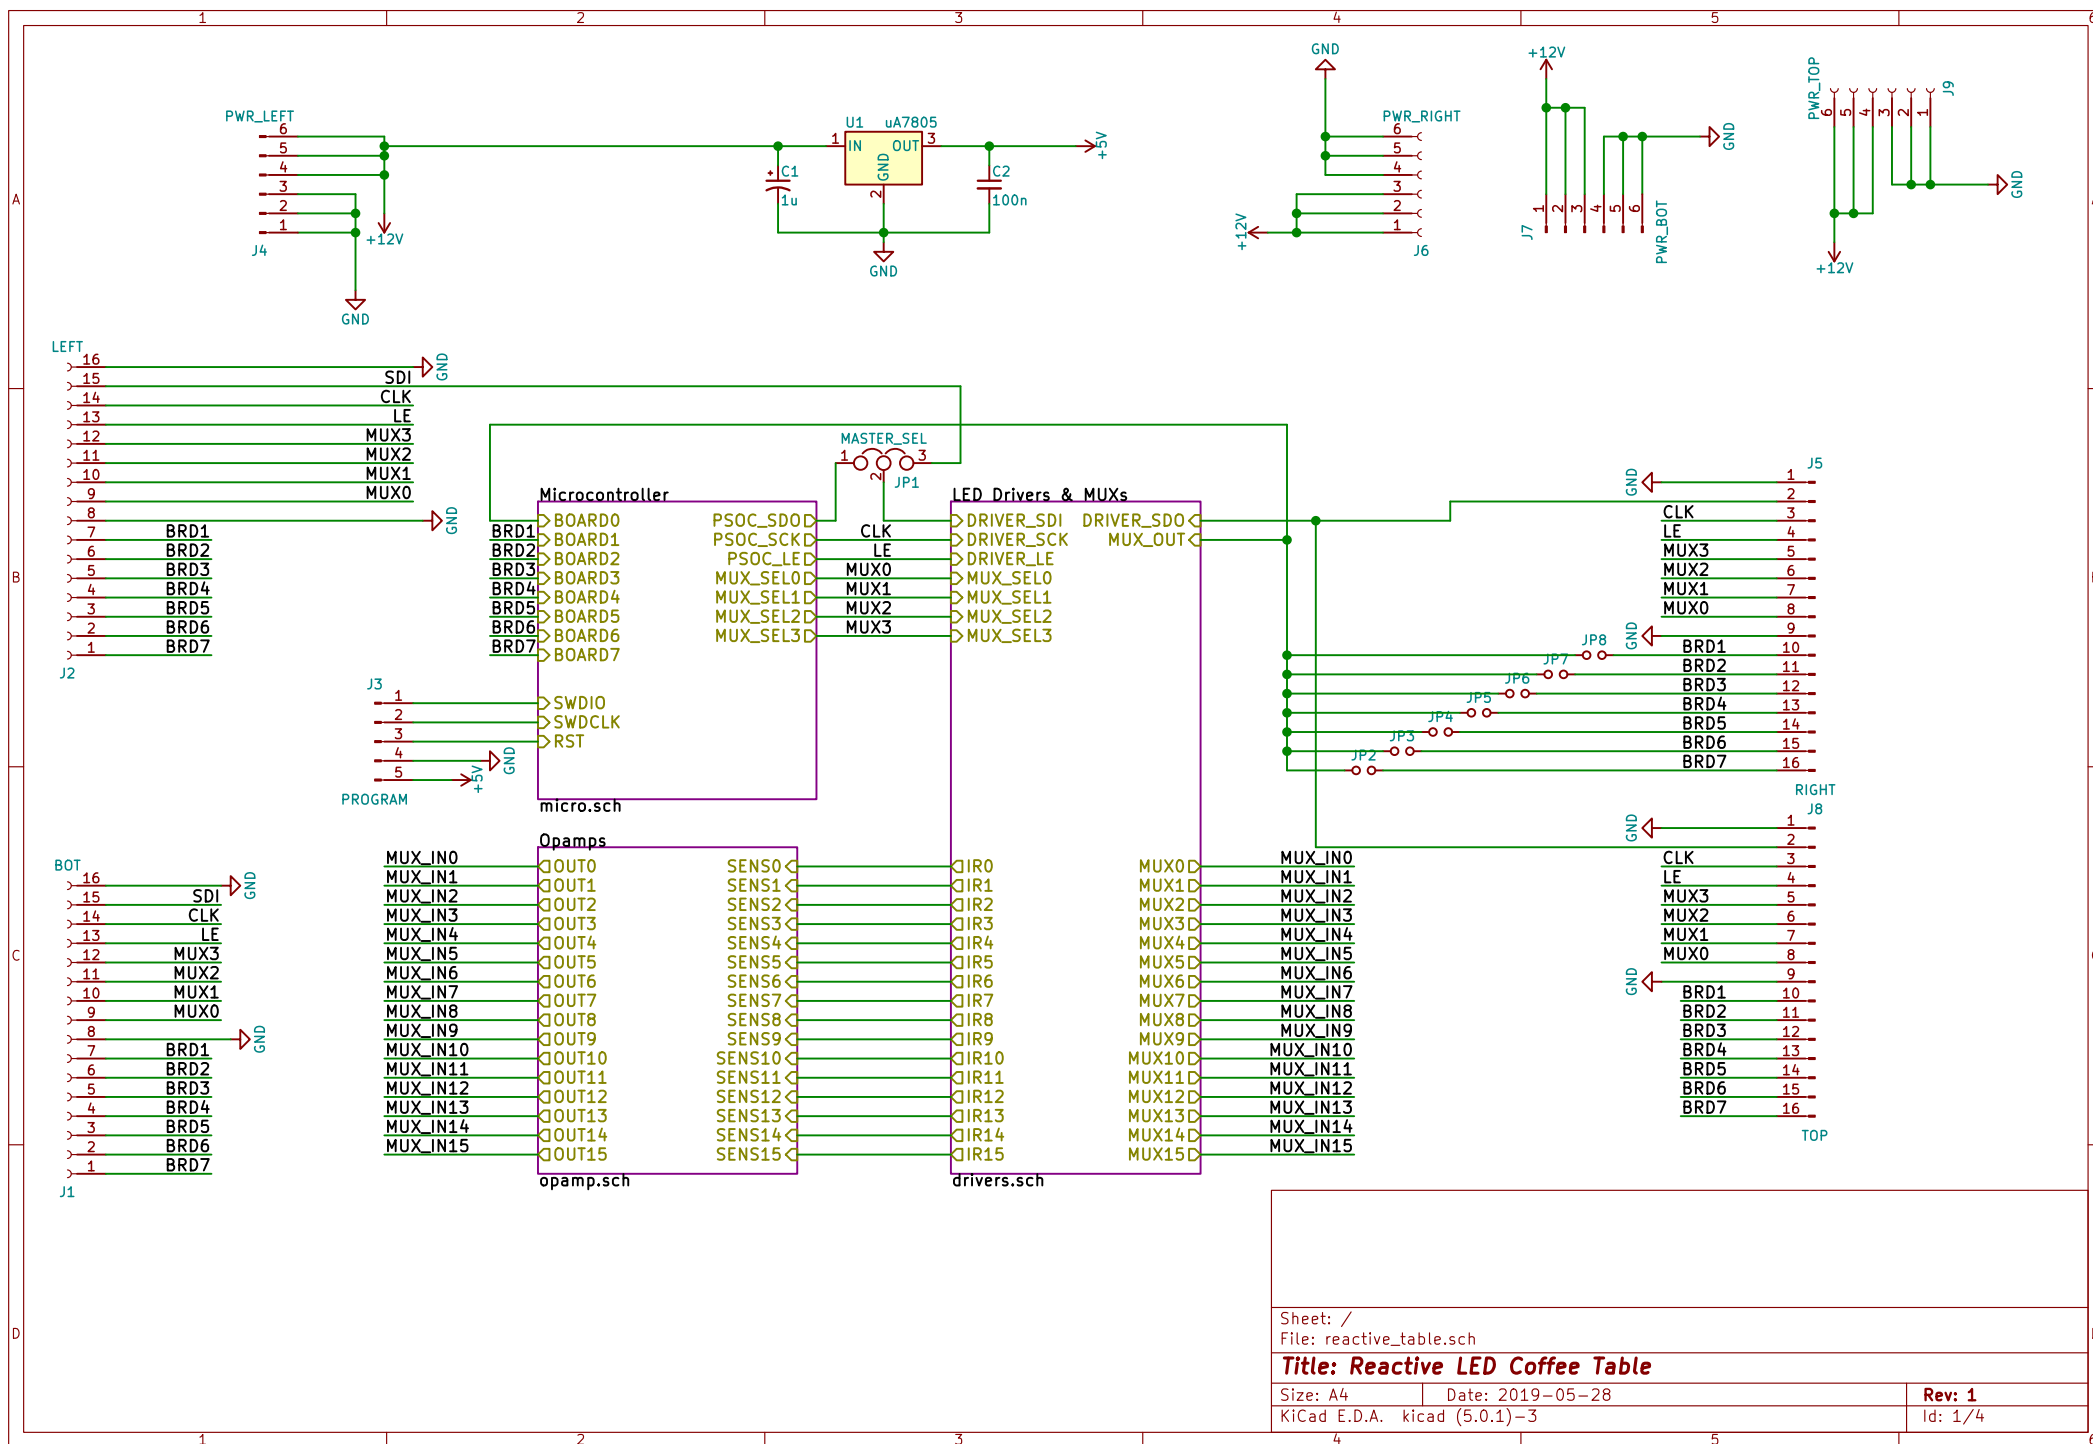 1 2 3 4 5 6
A
B
C
D
PWR_LEFT
6
5
4
3
2
1
J4
+12V
GND
U1 uA7805
1 IN OUT 3
GND
2
C1
1u
C2
100n
+5V
GND
GND
PWR_RIGHT
6
5
4
3
2
1
J6
+12V
+12V
1 2 3 4 5 6
J7
PWR_BOT
GND
PWR_TOP
6 5 4 3 2 1
J9
GND
+12V
LEFT
16 GND
15 SDI
14 CLK
13 LE
12 MUX3
11 MUX2
10 MUX1
9 MUX0
8 GND
7 BRD1
6 BRD2
5 BRD3
4 BRD4
3 BRD5
2 BRD6
1 BRD7
J2
MASTER_SEL
1 2 3
JP1
Microcontroller
BOARD0 PSOC_SDO
BRD1 BOARD1 PSOC_SCK CLK
BRD2 BOARD2 PSOC_LE LE
BRD3 BOARD3 MUX_SEL0 MUX0
BRD4 BOARD4 MUX_SEL1 MUX1
BRD5 BOARD5 MUX_SEL2 MUX2
BRD6 BOARD6 MUX_SEL3 MUX3
BRD7 BOARD7
SWDIO
SWDCLK
RST
micro.sch
J3
1
2
3
4 GND
5 +5V
PROGRAM
LED Drivers & MUXs
DRIVER_SDI DRIVER_SDO
DRIVER_SCK MUX_OUT
DRIVER_LE
MUX_SEL0
MUX_SEL1
MUX_SEL2
MUX_SEL3
IR0 MUX0 MUX_IN0
IR1 MUX1 MUX_IN1
IR2 MUX2 MUX_IN2
IR3 MUX3 MUX_IN3
IR4 MUX4 MUX_IN4
IR5 MUX5 MUX_IN5
IR6 MUX6 MUX_IN6
IR7 MUX7 MUX_IN7
IR8 MUX8 MUX_IN8
IR9 MUX9 MUX_IN9
IR10 MUX10 MUX_IN10
IR11 MUX11 MUX_IN11
IR12 MUX12 MUX_IN12
IR13 MUX13 MUX_IN13
IR14 MUX14 MUX_IN14
IR15 MUX15 MUX_IN15
drivers.sch
Opamps
MUX_IN0 OUT0 SENS0
MUX_IN1 OUT1 SENS1
MUX_IN2 OUT2 SENS2
MUX_IN3 OUT3 SENS3
MUX_IN4 OUT4 SENS4
MUX_IN5 OUT5 SENS5
MUX_IN6 OUT6 SENS6
MUX_IN7 OUT7 SENS7
MUX_IN8 OUT8 SENS8
MUX_IN9 OUT9 SENS9
MUX_IN10 OUT10 SENS10
MUX_IN11 OUT11 SENS11
MUX_IN12 OUT12 SENS12
MUX_IN13 OUT13 SENS13
MUX_IN14 OUT14 SENS14
MUX_IN15 OUT15 SENS15
opamp.sch
BOT
16 GND
15 SDI
14 CLK
13 LE
12 MUX3
11 MUX2
10 MUX1
9 MUX0
8 GND
7 BRD1
6 BRD2
5 BRD3
4 BRD4
3 BRD5
2 BRD6
1 BRD7
J1
J5
GND 1
2
CLK 3
LE 4
MUX3 5
MUX2 6
MUX1 7
MUX0 8
GND 9
JP8 BRD1 10
JP7 BRD2 11
JP6 BRD3 12
JP5 BRD4 13
JP4 BRD5 14
JP3 BRD6 15
JP2 BRD7 16
RIGHT
J8
GND 1
2
CLK 3
LE 4
MUX3 5
MUX2 6
MUX1 7
MUX0 8
GND 9
BRD1 10
BRD2 11
BRD3 12
BRD4 13
BRD5 14
BRD6 15
BRD7 16
TOP
Sheet: /
File: reactive_table.sch
Title: Reactive LED Coffee Table
Size: A4 Date: 2019-05-28 Rev: 1
KiCad E.D.A. kicad (5.0.1)-3 Id: 1/4
1 2 3 4 5 6